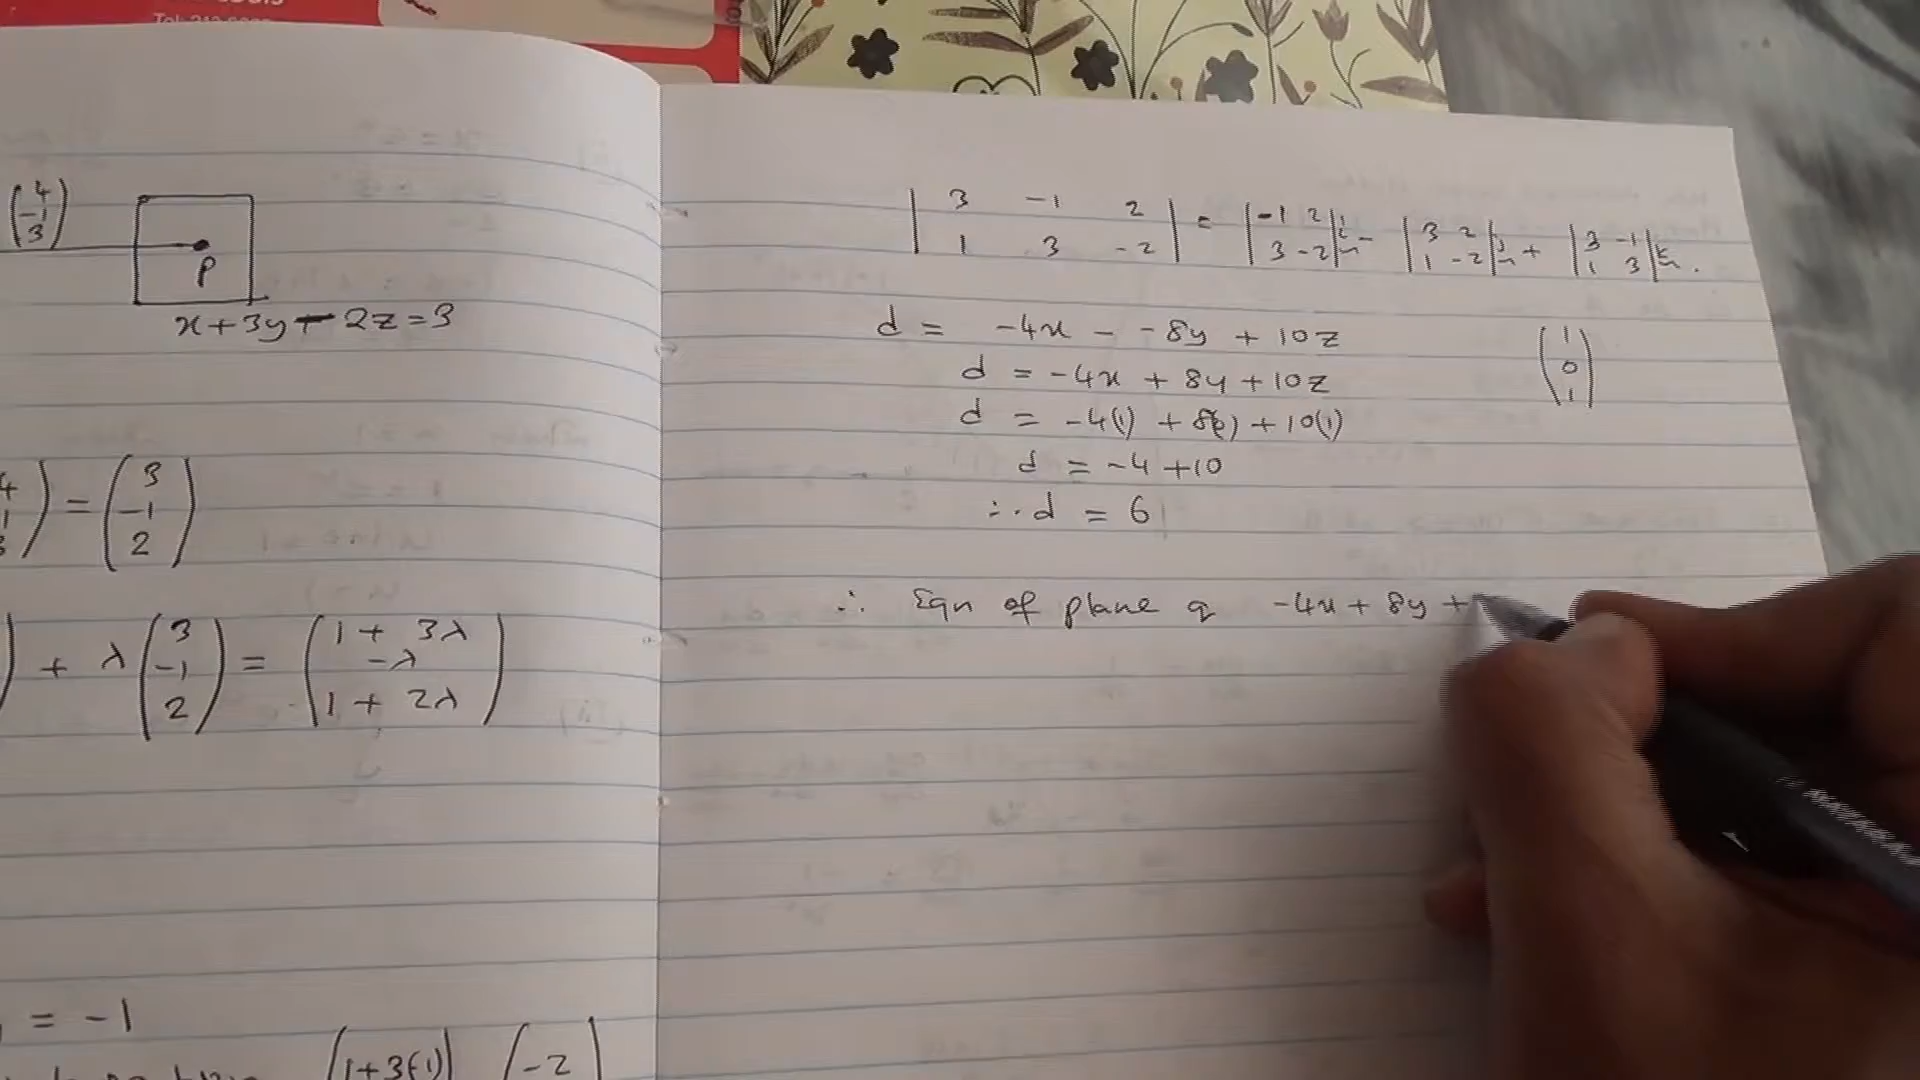 (4
-1
3)
P
x+3y-2z=3
4
1
3) = (3
-1
2)
) + λ(3
-1
2) = (1 + 3λ
-λ
1 + 2λ)
= -1
(1+3(-1) (-2
| 3 -1 2
1 3 -2 | = |-1 2
3 -2| i - |3 2
1 -2| j + |3 -1
1 3| k.
d = -4x - -8y + 10z
d = -4x + 8y + 10z
(1
0
1)
d = -4(1) + 8(0) + 10(1)
d = -4 + 10
∴ d = 6
∴ Eqn of plane q -4x + 8y +